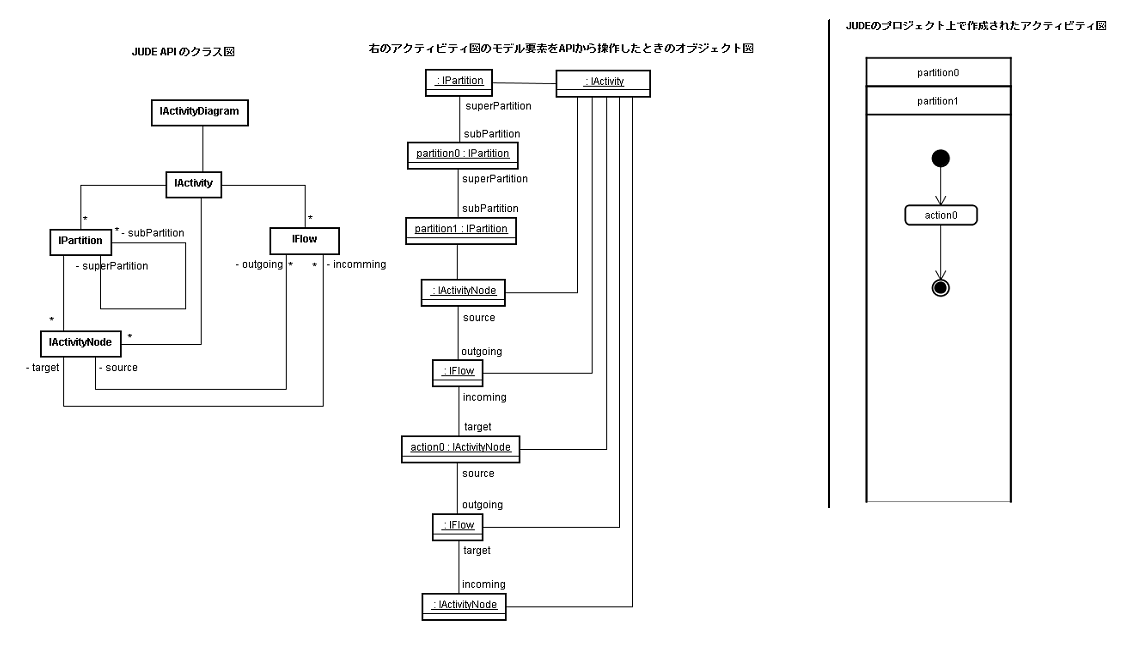 JUDE API のクラス図
IActivityDiagram
IActivity
*
*
IPartition
* - subPartition
- superPartition
IFlow
- outgoing *
* - incomming
*
IActivityNode
*
- target
- source
右のアクティビティ図のモデル要素をAPIから操作したときのオブジェクト図
: IPartition
: IActivity
superPartition
subPartition
partition0 : IPartition
superPartition
subPartition
partition1 : IPartition
: IActivityNode
source
outgoing
: IFlow
incoming
target
action0 : IActivityNode
source
outgoing
: IFlow
target
incoming
: IActivityNode
JUDEのプロジェクト上で作成されたアクティビティ図
partition0
partition1
action0